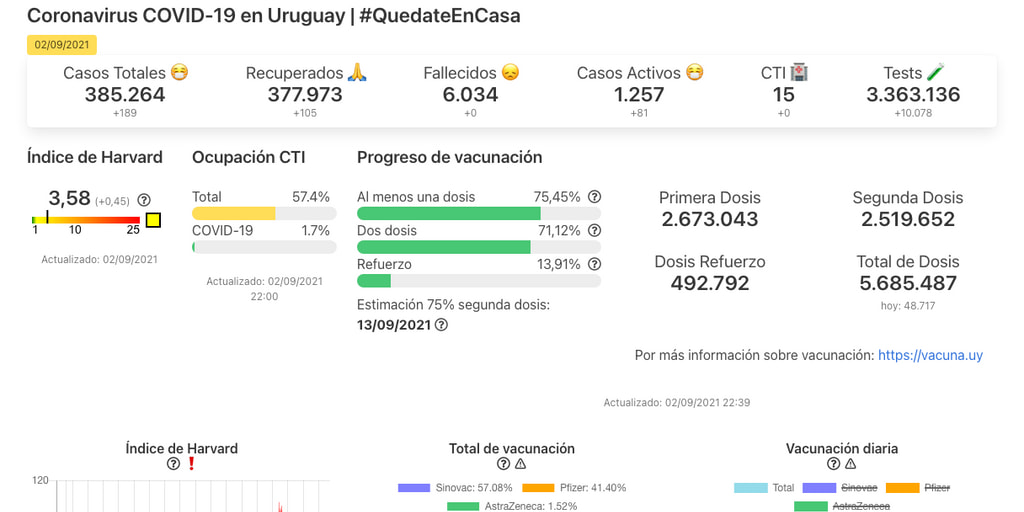 Coronavirus COVID-19 en Uruguay | #QuedateEnCasa
02/09/2021
Casos Totales 😷 Recuperados 🙏 Fallecidos 😞 Casos Activos 😷 CTI 🏥 Tests 🧪
385.264 377.973 6.034 1.257 15 3.363.136
+189 +105 +0 +81 +0 +10.078
Índice de Harvard
3,58 (+0,45)
1 10 25
Actualizado: 02/09/2021
Ocupación CTI
Total 57.4%
COVID-19 1.7%
Actualizado: 02/09/2021
22:00
Progreso de vacunación
Al menos una dosis 75,45%
Dos dosis 71,12%
Refuerzo 13,91%
Estimación 75% segunda dosis:
13/09/2021
Primera Dosis
2.673.043
Segunda Dosis
2.519.652
Dosis Refuerzo
492.792
Total de Dosis
5.685.487
hoy: 48.717
Por más información sobre vacunación: https://vacuna.uy
Actualizado: 02/09/2021 22:39
Índice de Harvard
❗
120
Total de vacunación
Sinovac: 57.08% Pfizer: 41.40%
AstraZeneca: 1.52%
Vacunación diaria
Total Sinovac Pfizer
AstraZeneca